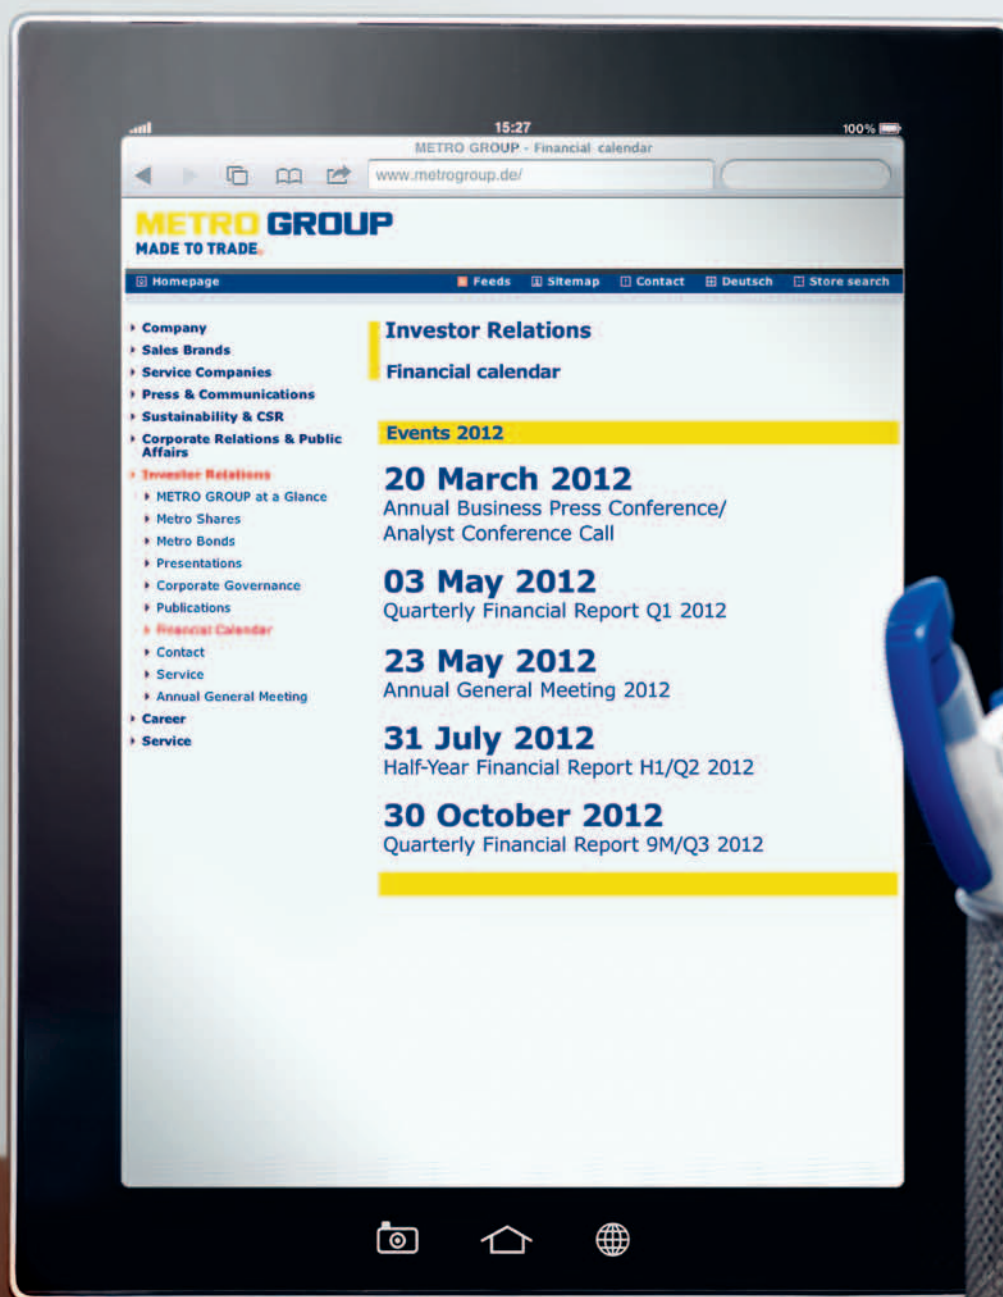 15:27
100%
METRO GROUP - Financial calendar
www.metrogroup.de/
METRO GROUP
MADE TO TRADE.
Homepage
Feeds
Sitemap
Contact
Deutsch
Store search
Company
Sales Brands
Service Companies
Press & Communications
Sustainability & CSR
Corporate Relations & Public
Affairs
Investor Relations
METRO GROUP at a Glance
Metro Shares
Metro Bonds
Presentations
Corporate Governance
Publications
Financial Calendar
Contact
Service
Annual General Meeting
Career
Service
Investor Relations
Financial calendar
Events 2012
20 March 2012
Annual Business Press Conference/
Analyst Conference Call
03 May 2012
Quarterly Financial Report Q1 2012
23 May 2012
Annual General Meeting 2012
31 July 2012
Half-Year Financial Report H1/Q2 2012
30 October 2012
Quarterly Financial Report 9M/Q3 2012